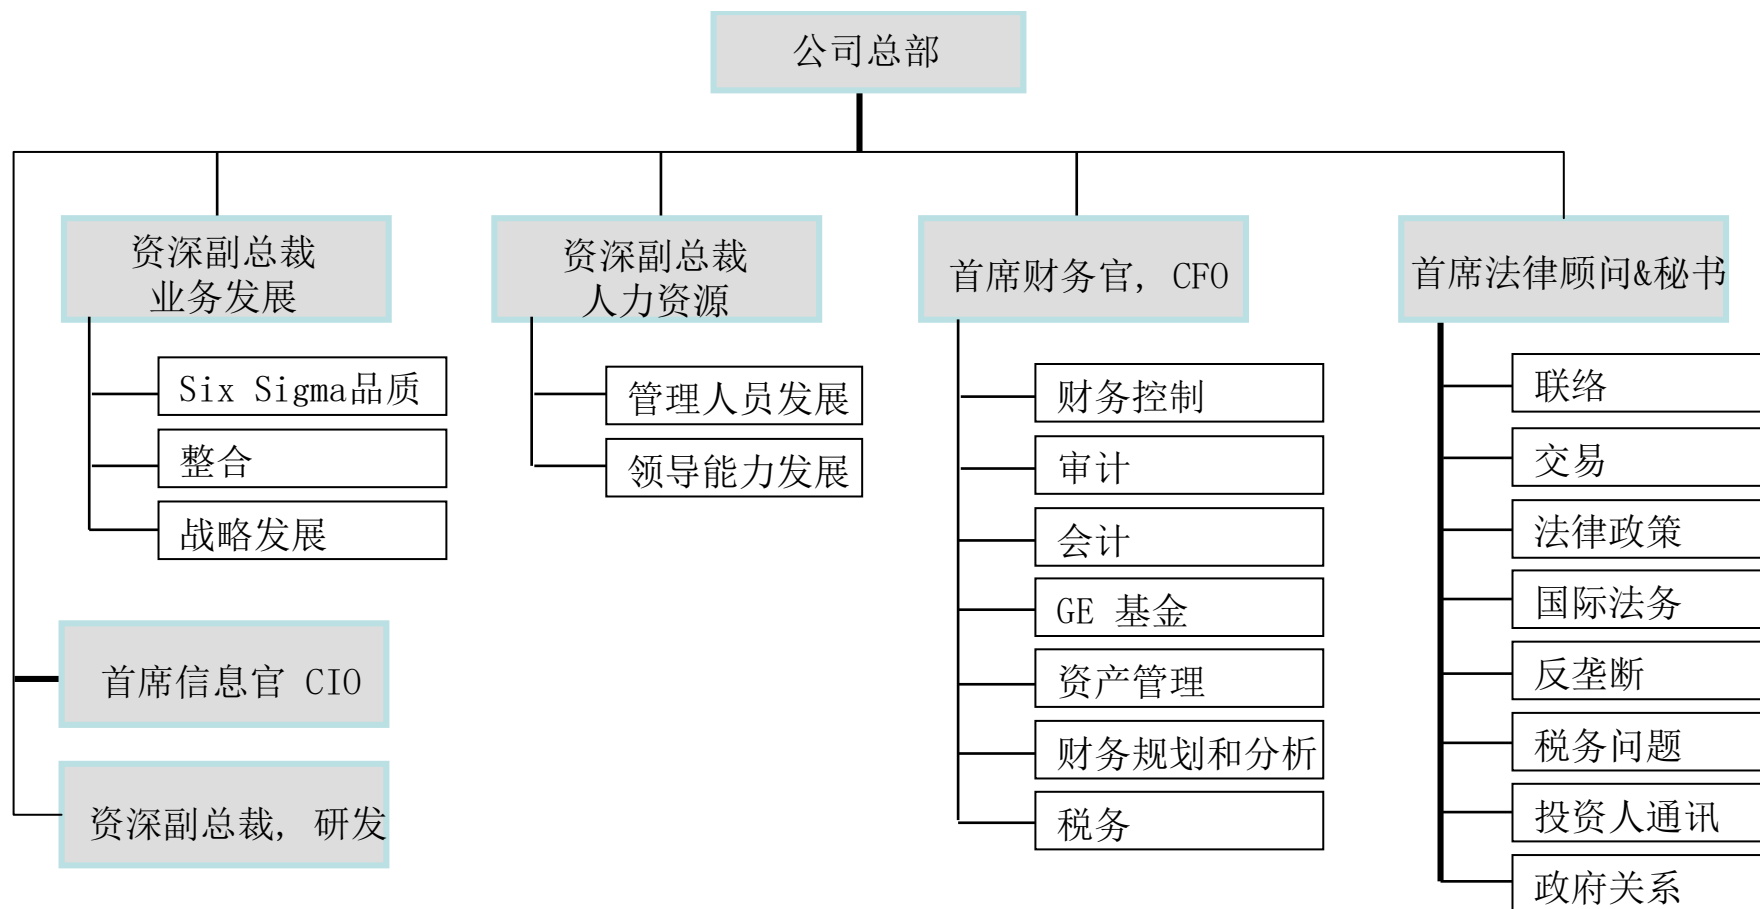 公司总部
资深副总裁
业务发展
Six Sigma品质
整合
战略发展
资深副总裁
人力资源
管理人员发展
领导能力发展
首席财务官, CFO
财务控制
审计
会计
GE 基金
资产管理
财务规划和分析
税务
首席法律顾问&秘书
联络
交易
法律政策
国际法务
反垄断
税务问题
投资人通讯
政府关系
首席信息官 CIO
资深副总裁, 研发